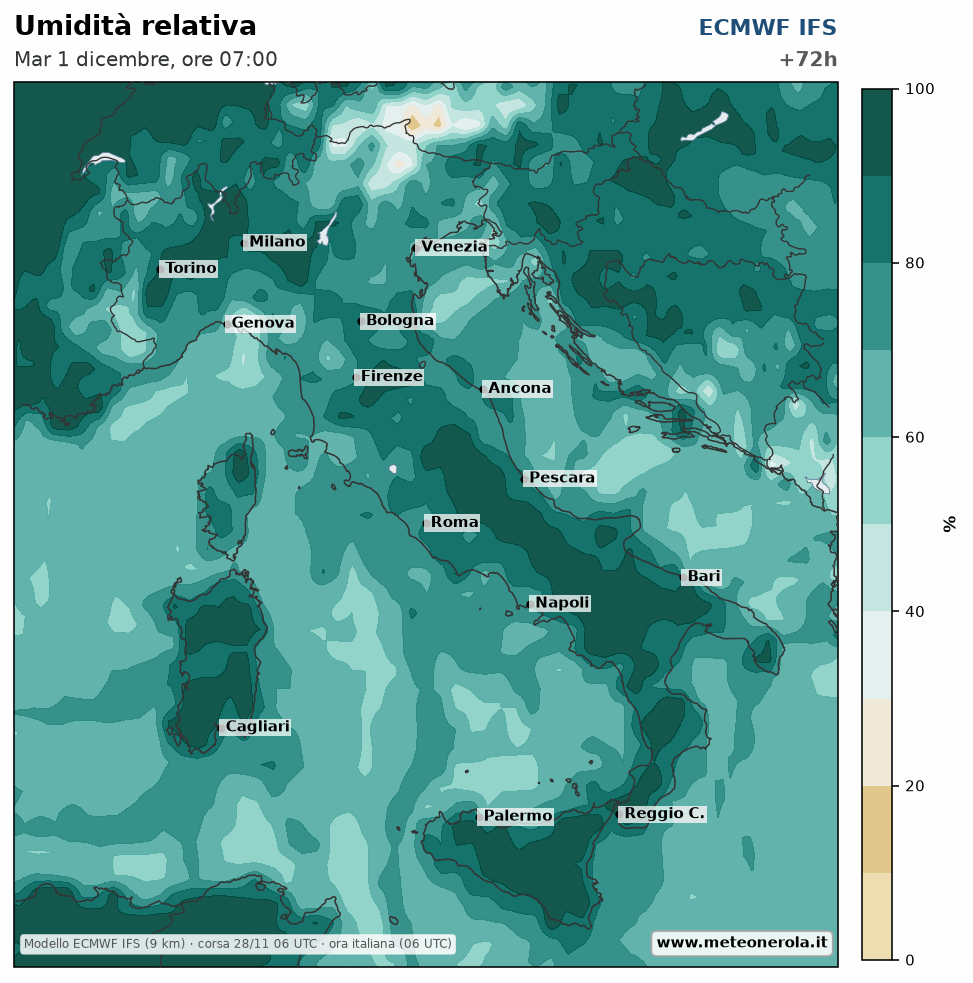 Umidità relativa
ECMWF IFS
Mar 1 dicembre, ore 07:00
+72h
100
80
60
40
20
0
%
Milano
Venezia
Torino
Genova
Bologna
Firenze
Ancona
Pescara
Roma
Bari
Napoli
Cagliari
Palermo
Reggio C.
Modello ECMWF IFS (9 km) · corsa 28/11 06 UTC · ora italiana (06 UTC)
www.meteonerola.it